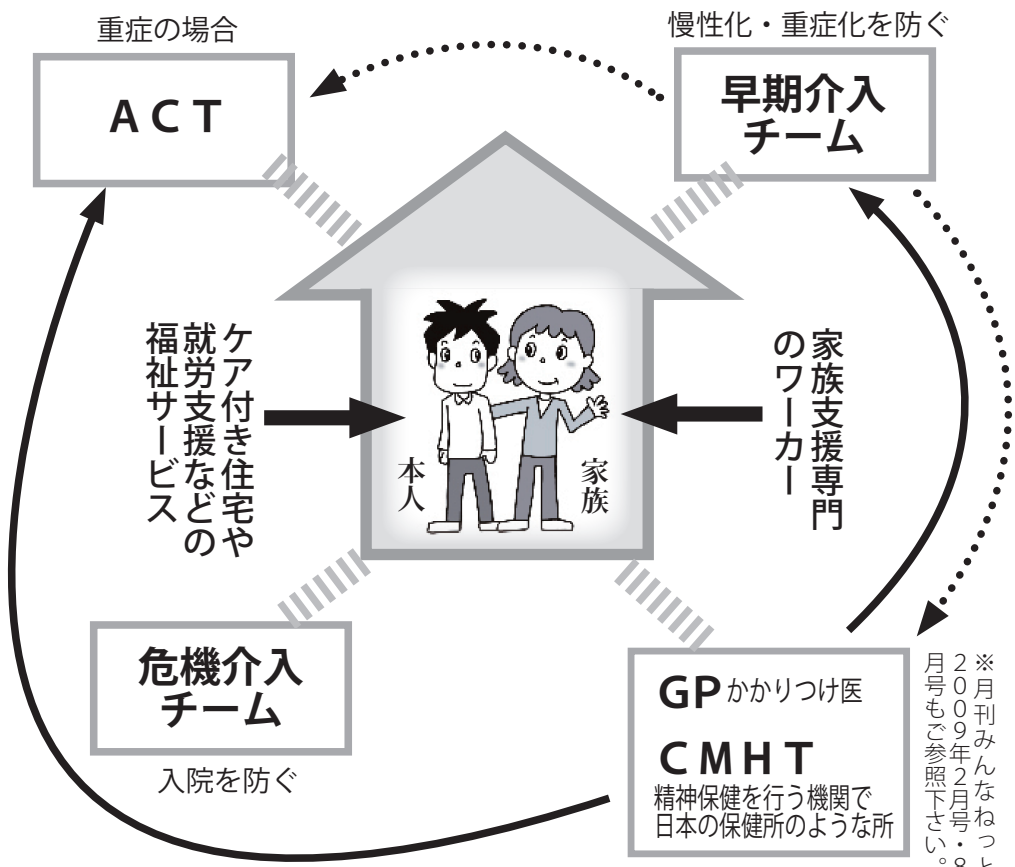 重症の場合
ACT
慢性化・重症化を防ぐ
早期介入
チーム
家族支援専門
のワーカー
ケア付き住宅や
就労支援などの
福祉サービス
本人
家族
危機介入
チーム
入院を防ぐ
GPかかりつけ医
CMHT
精神保健を行う機関で
日本の保健所のような所
※月刊みんなねっと
2009年2月号・8
月号もご参照下さい。